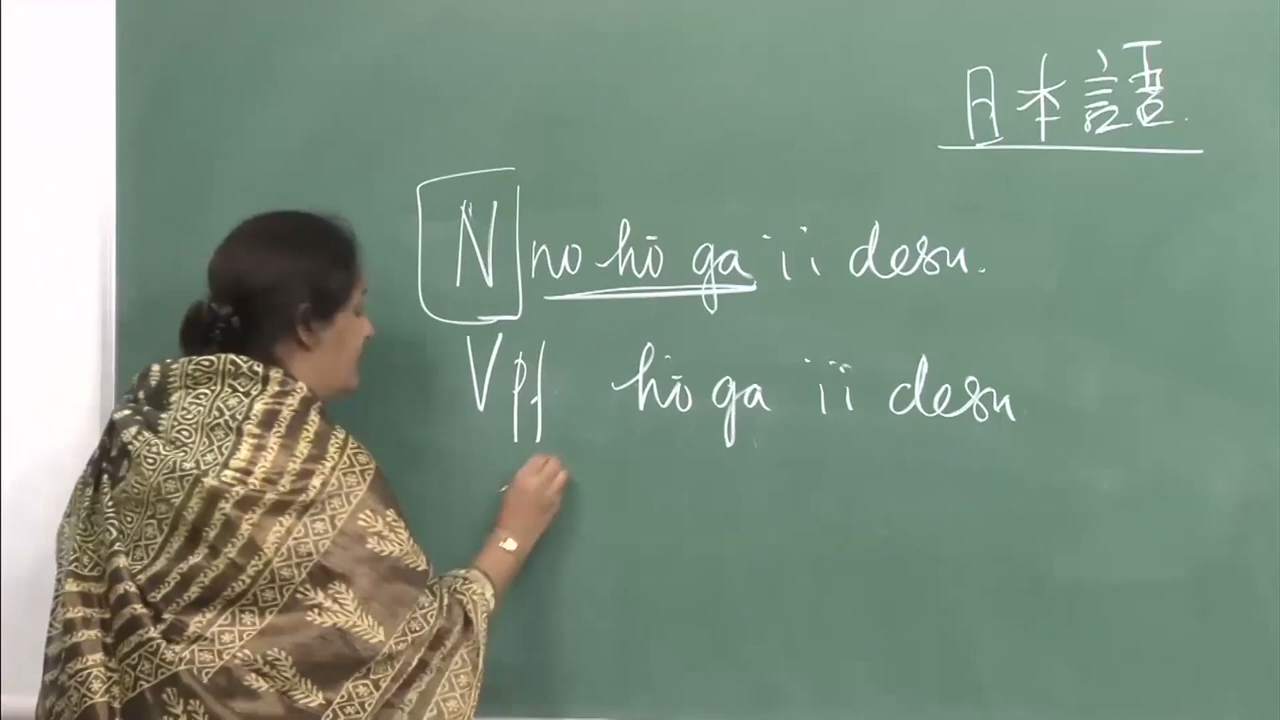 日本語
N no hō ga ii desu.
Vpf hō ga ii desu